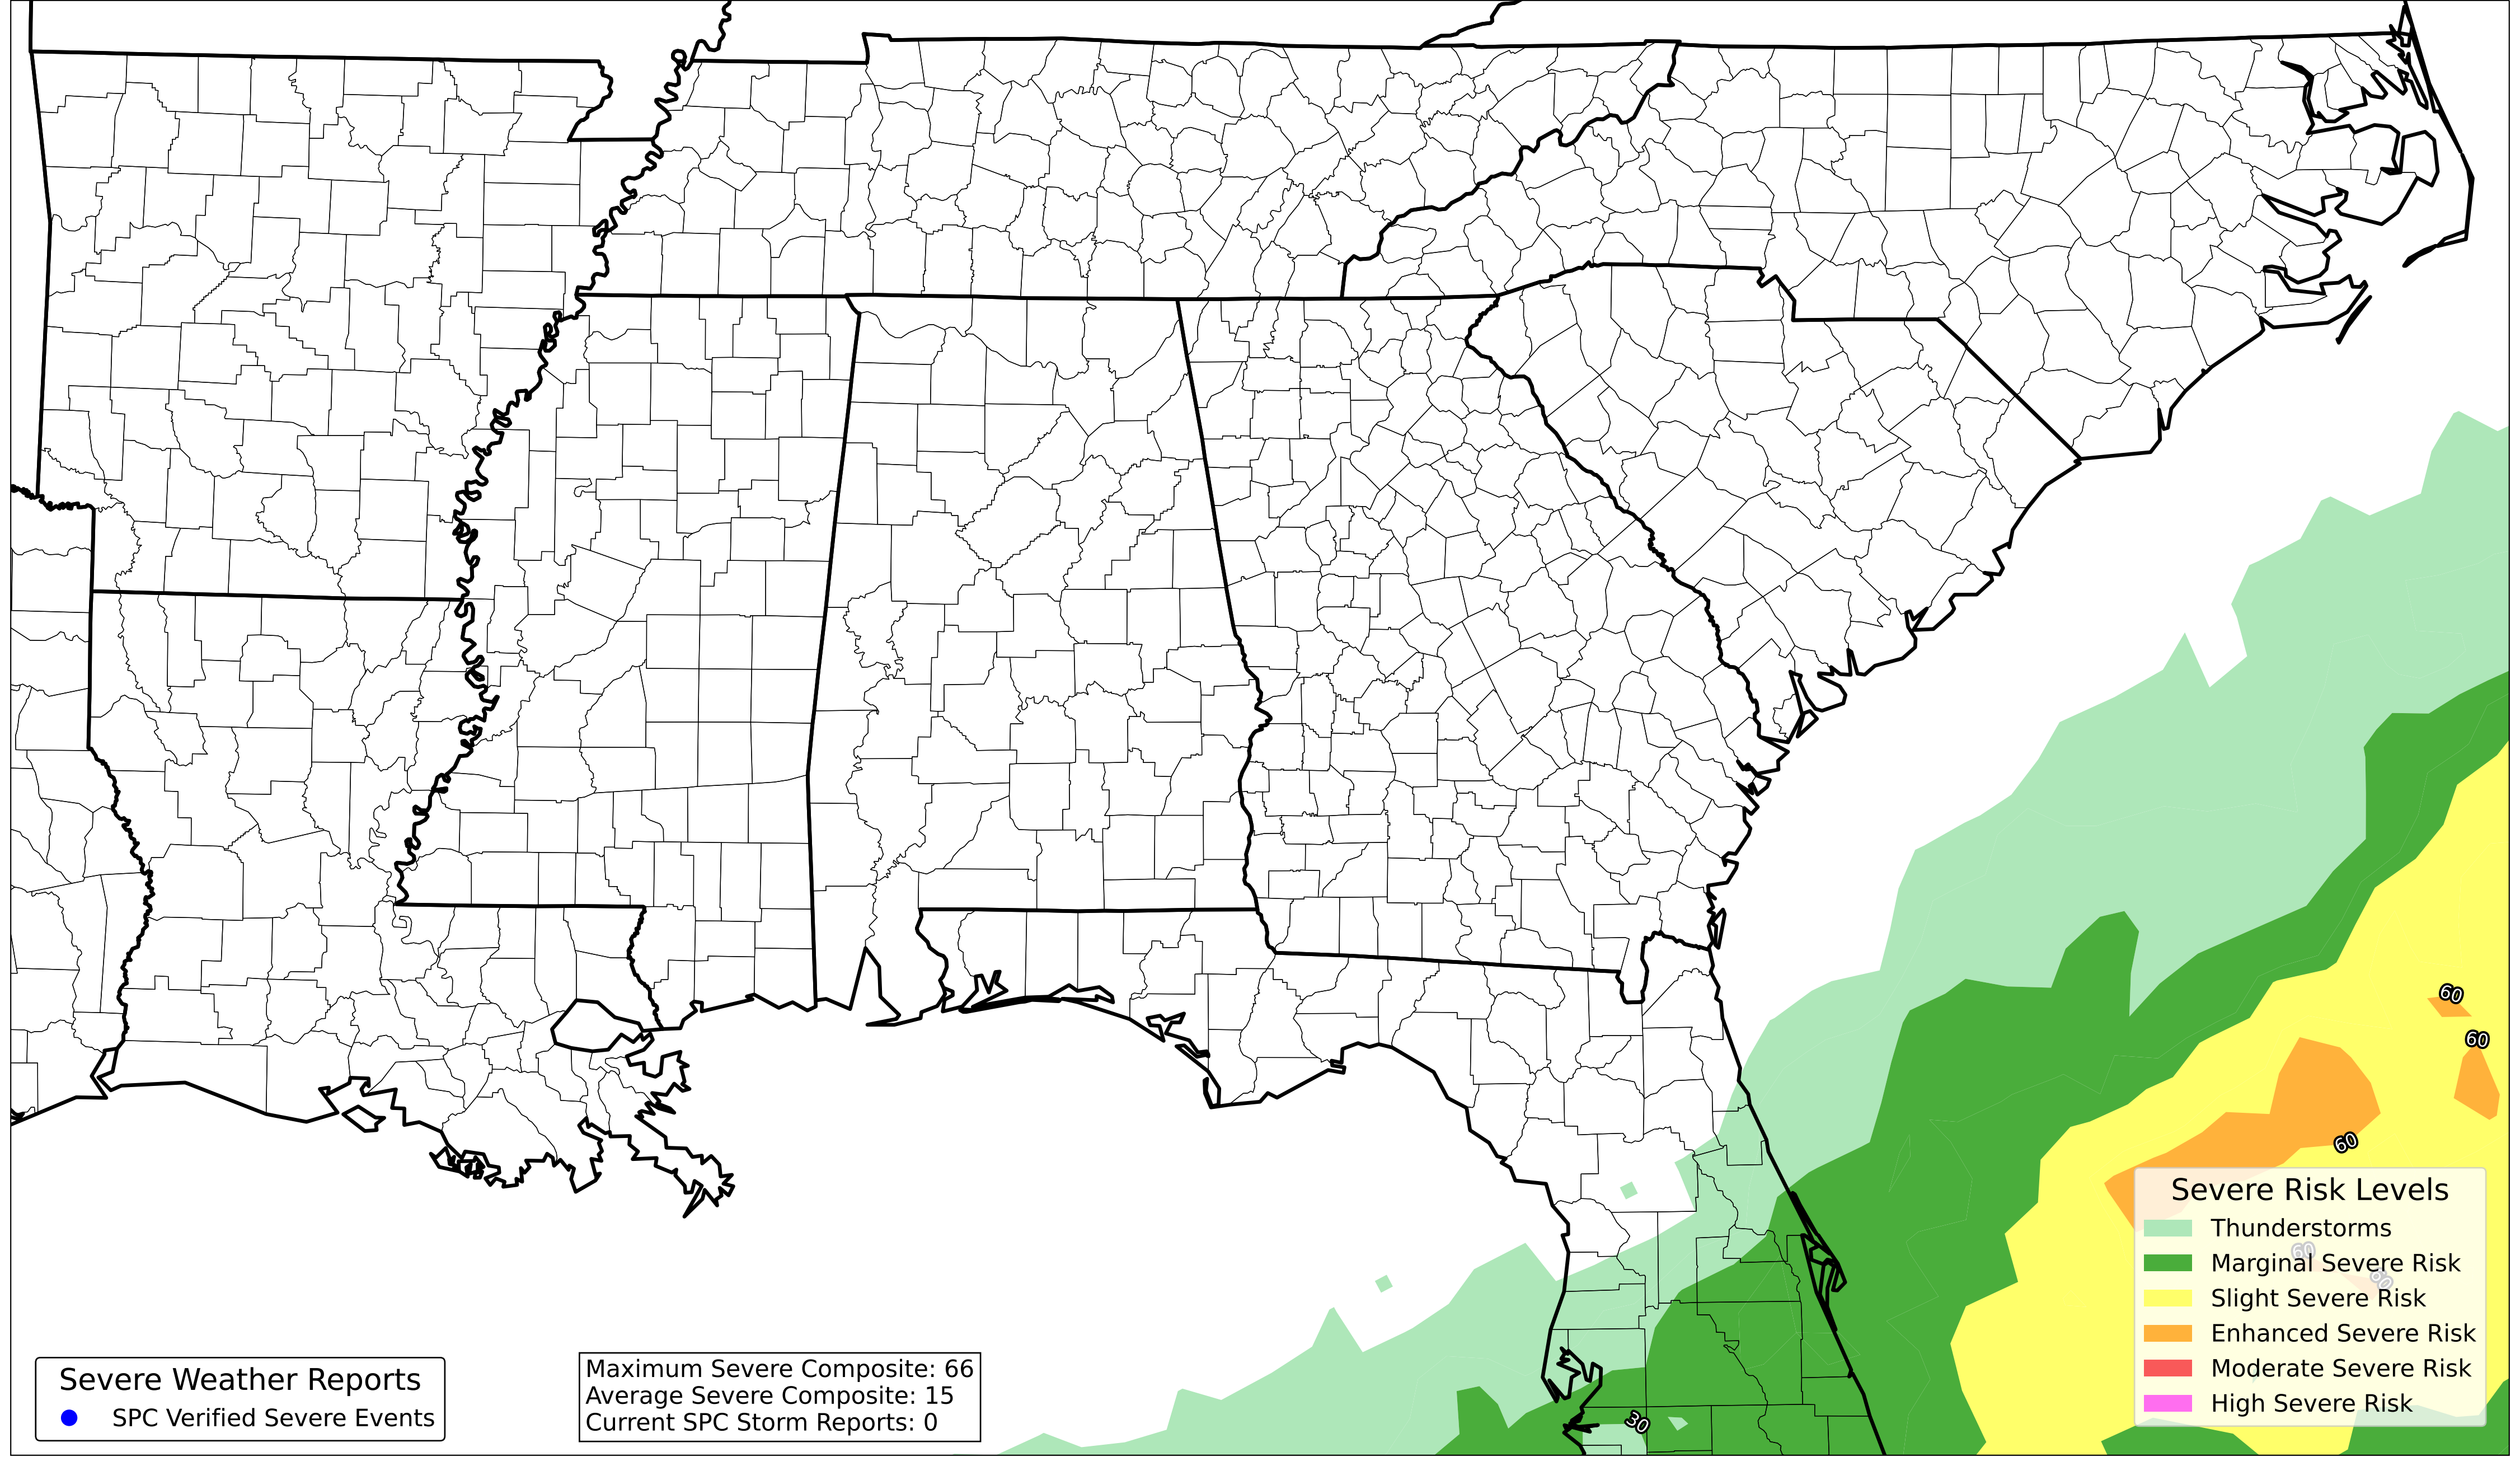 60
60
60
Severe Risk Levels
Thunderstorms
60
Marginal Severe Risk
60
Slight Severe Risk
Enhanced Severe Risk
Moderate Severe Risk
High Severe Risk
30
Severe Weather Reports
SPC Verified Severe Events
Maximum Severe Composite: 66
Average Severe Composite: 15
Current SPC Storm Reports: 0